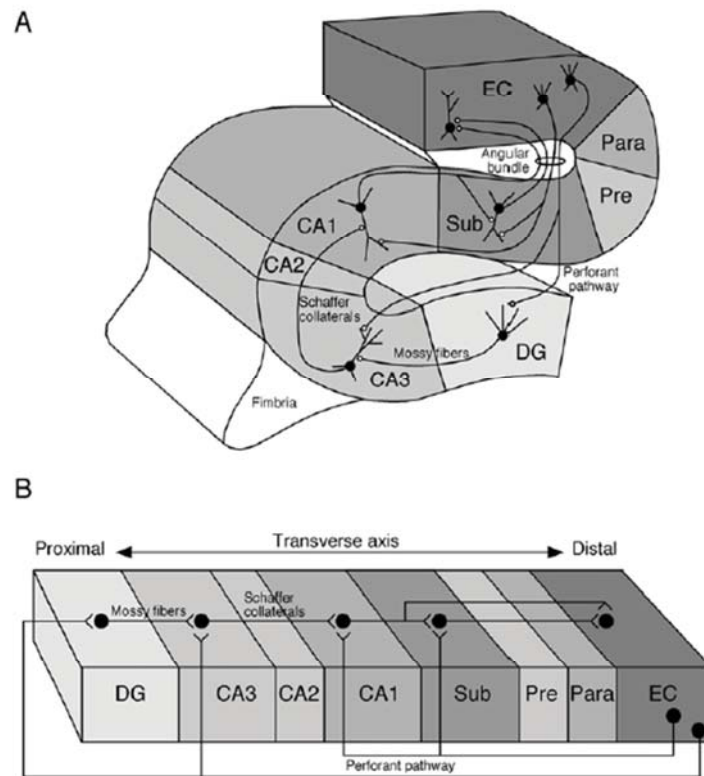 A
EC
Para
Angular
bundle
Pre
CA1
Sub
CA2
Perforant
pathway
Schaffer
collaterals
Mossy fibers
DG
CA3
Fimbria
B
Proximal
Transverse axis
Distal
Mossy fibers
Schaffer
collaterals
DG
CA3
CA2
CA1
Sub
Pre
Para
EC
Perforant pathway